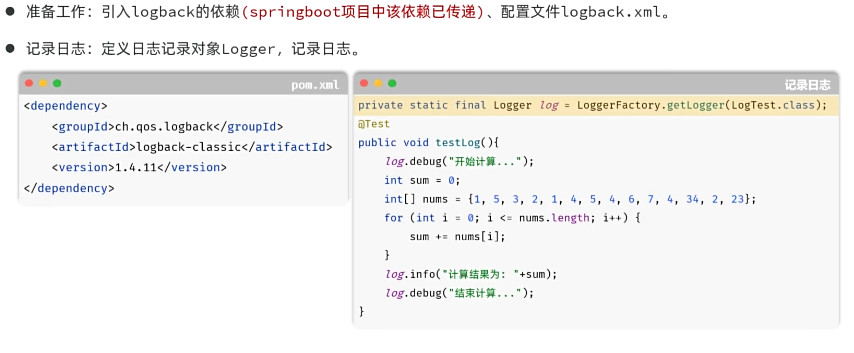 ● 准备工作：引入logback的依赖(springboot项目中该依赖已传递)、配置文件logback.xml。
● 记录日志：定义日志记录对象Logger，记录日志。
pom.xml
<dependency>
    <groupId>ch.qos.logback</groupId>
    <artifactId>logback-classic</artifactId>
    <version>1.4.11</version>
</dependency>
记录日志
private static final Logger log = LoggerFactory.getLogger(LogTest.class);
@Test
public void testLog(){
    log.debug("开始计算...");
    int sum = 0;
    int[] nums = {1, 5, 3, 2, 1, 4, 5, 4, 6, 7, 4, 34, 2, 23};
    for (int i = 0; i <= nums.length; i++) {
        sum += nums[i];
    }
    log.info("计算结果为: "+sum);
    log.debug("结束计算...");
}